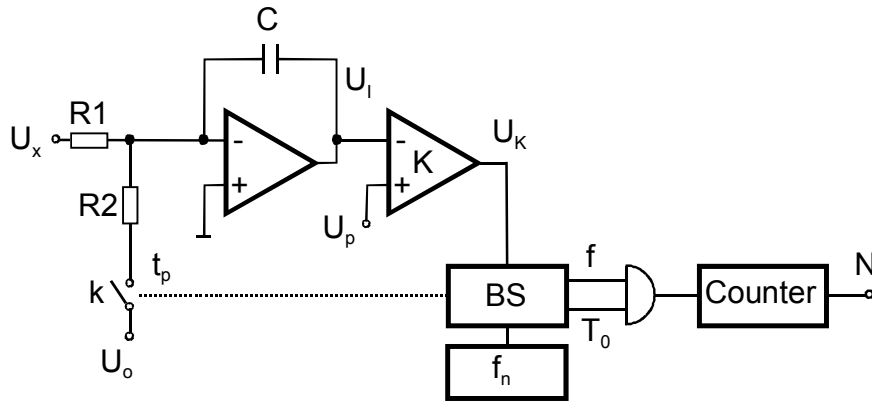 C
U_I
R1
U_x
-
+
-
K
+
U_K
R2
U_p
t_p
k
U_o
BS
f
T_0
Counter
N
f_n